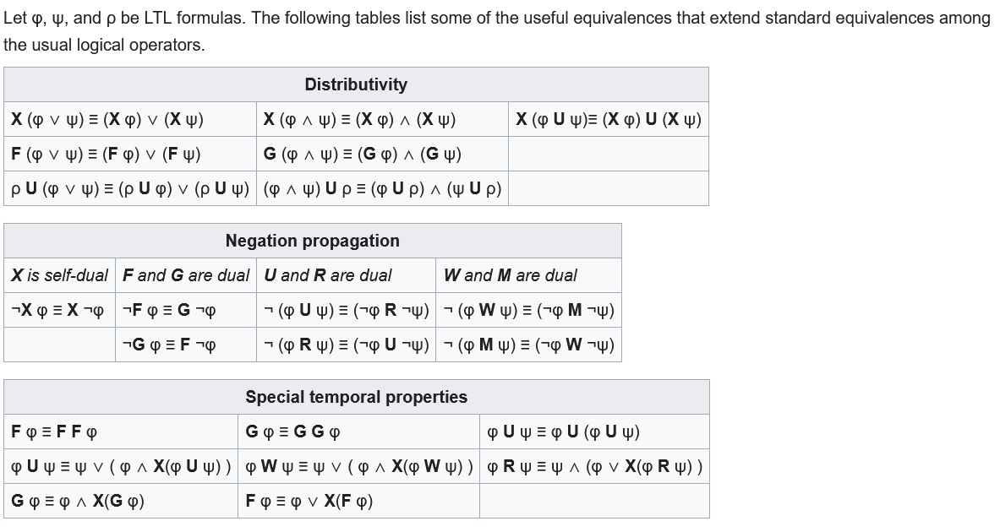 Let φ, ψ, and ρ be LTL formulas. The following tables list some of the useful equivalences that extend standard equivalences among
the usual logical operators.
Distributivity
X (φ ∨ ψ) ≡ (X φ) ∨ (X ψ) X (φ ∧ ψ) ≡ (X φ) ∧ (X ψ) X (φ U ψ)≡ (X φ) U (X ψ)
F (φ ∨ ψ) ≡ (F φ) ∨ (F ψ) G (φ ∧ ψ) ≡ (G φ) ∧ (G ψ)
ρ U (φ ∨ ψ) ≡ (ρ U φ) ∨ (ρ U ψ) (φ ∧ ψ) U ρ ≡ (φ U ρ) ∧ (ψ U ρ)
Negation propagation
X is self-dual F and G are dual U and R are dual W and M are dual
¬X φ ≡ X ¬φ ¬F φ ≡ G ¬φ ¬ (φ U ψ) ≡ (¬φ R ¬ψ) ¬ (φ W ψ) ≡ (¬φ M ¬ψ)
¬G φ ≡ F ¬φ ¬ (φ R ψ) ≡ (¬φ U ¬ψ) ¬ (φ M ψ) ≡ (¬φ W ¬ψ)
Special temporal properties
F φ ≡ F F φ G φ ≡ G G φ φ U ψ ≡ φ U (φ U ψ)
φ U ψ ≡ ψ ∨ ( φ ∧ X(φ U ψ) ) φ W ψ ≡ ψ ∨ ( φ ∧ X(φ W ψ) ) φ R ψ ≡ ψ ∧ (φ ∨ X(φ R ψ) )
G φ ≡ φ ∧ X(G φ) F φ ≡ φ ∨ X(F φ)